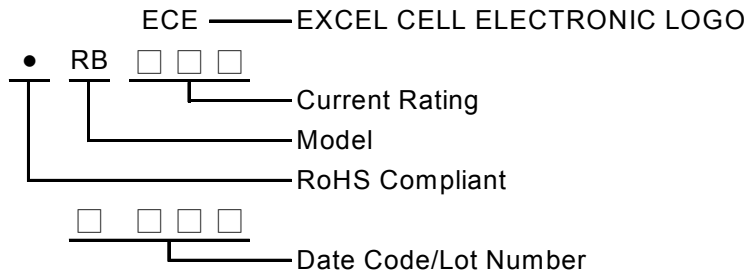 ECE EXCEL CELL ELECTRONIC LOGO
● RB □ □ □
Current Rating
Model
RoHS Compliant
□ □ □ □
Date Code/Lot Number